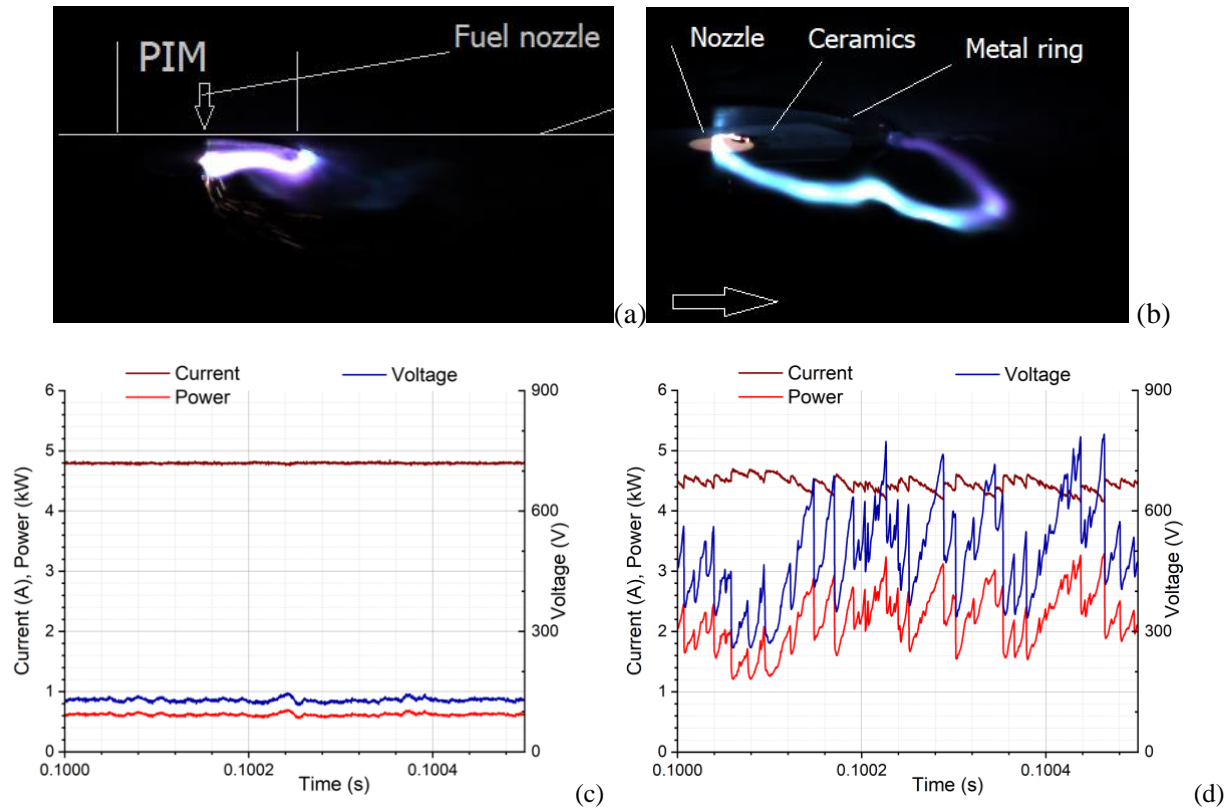 PIM
Fuel nozzle
(a)
Nozzle
Ceramics
Metal ring
(b)
Current
Voltage
Power
6
5
4
3
2
1
0
Current (A), Power (kW)
900
600
300
0
Voltage (V)
0.1000
0.1002
0.1004
Time (s)
(c)
Current
Voltage
Power
6
5
4
3
2
1
0
Current (A), Power (kW)
900
600
300
0
Voltage (V)
0.1000
0.1002
0.1004
Time (s)
(d)